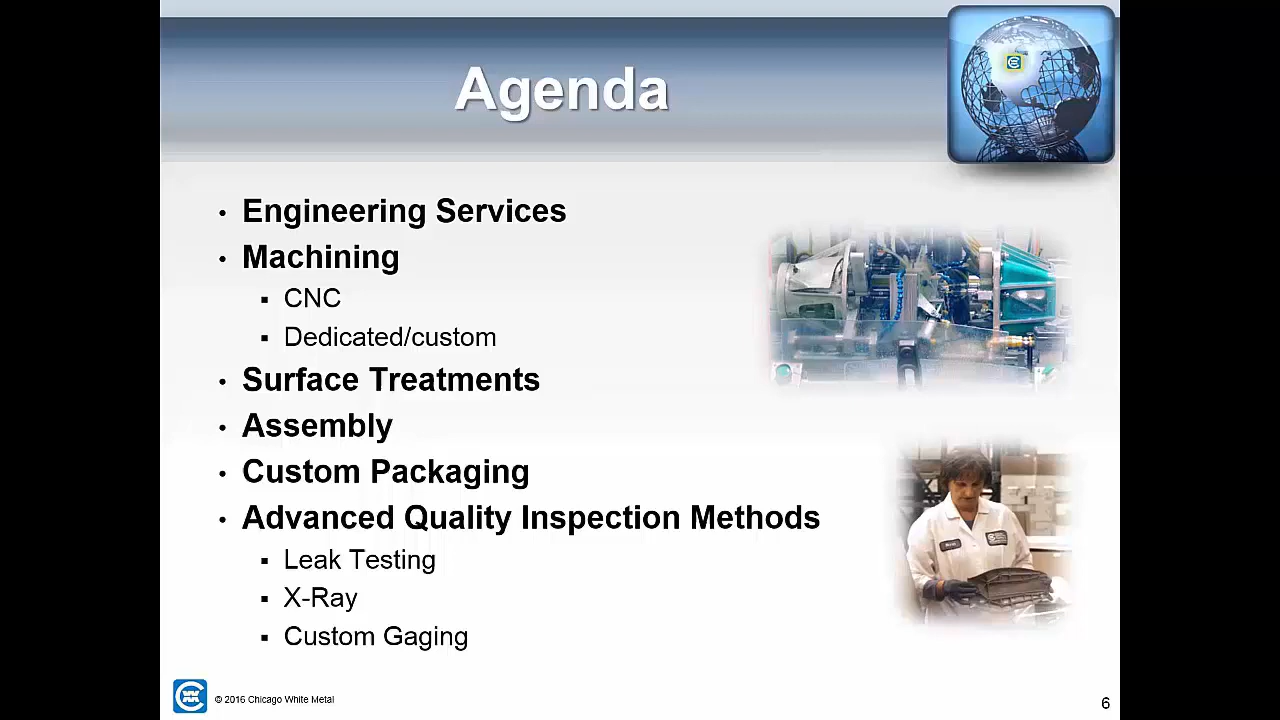 Agenda
• Engineering Services
• Machining
▪ CNC
▪ Dedicated/custom
• Surface Treatments
• Assembly
• Custom Packaging
• Advanced Quality Inspection Methods
▪ Leak Testing
▪ X-Ray
▪ Custom Gaging
© 2016 Chicago White Metal
6